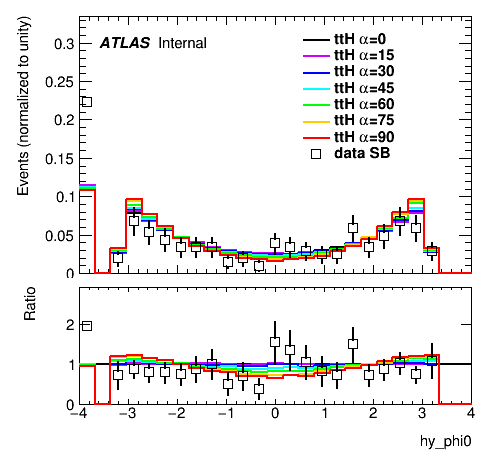 Events (normalized to unity)
0.3
0.25
0.2
0.15
0.1
0.05
0
ATLAS Internal
ttH α=0
ttH α=15
ttH α=30
ttH α=45
ttH α=60
ttH α=75
ttH α=90
data SB
Ratio
2
1
0
−4 −3 −2 −1 0 1 2 3 4
hy_phi0